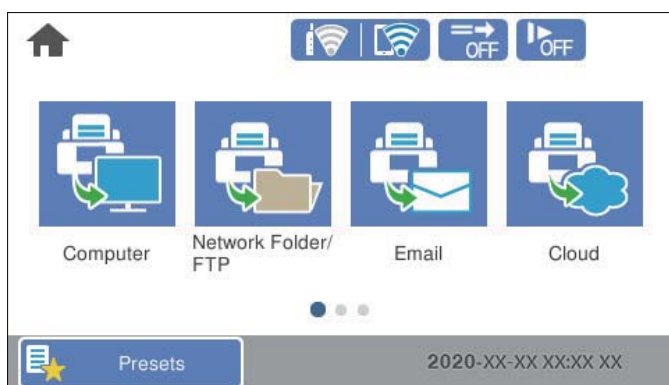 OFF OFF
Computer Network Folder/ Email Cloud
FTP
Presets 2020-XX-XX XX:XX XX